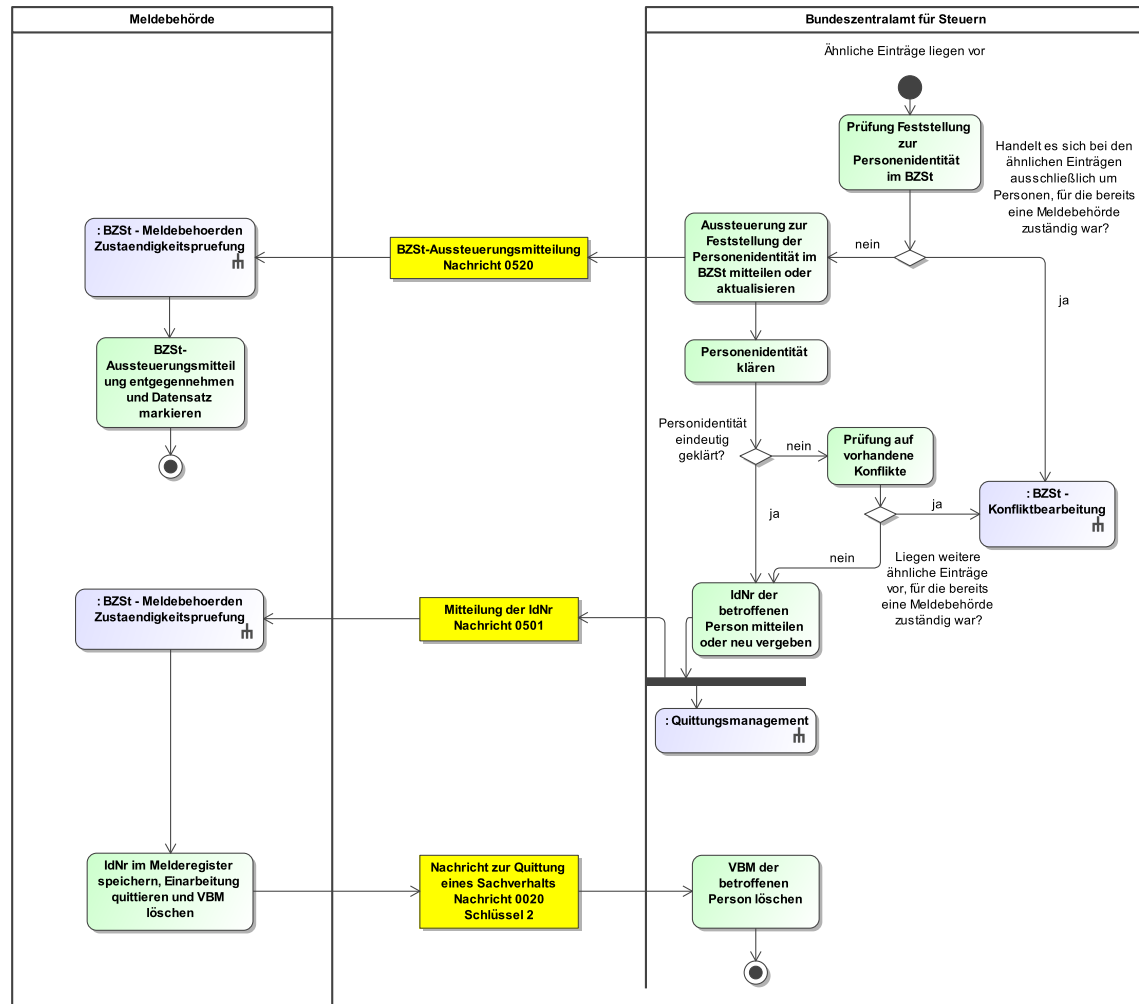 Meldebehörde
Bundeszentralamt für Steuern
Ähnliche Einträge liegen vor
Prüfung Feststellung
zur
Personenidentität
im BZSt
Handelt es sich bei den
ähnlichen Einträgen
ausschließlich um
Personen, für die bereits
eine Meldebehörde
zuständig war?
: BZSt - Meldebehoerden
Zustaendigkeitspruefung
BZSt-Aussteuerungsmitteilung
Nachricht 0520
Aussteuerung zur
Feststellung der
Personenidentität im
BZSt mitteilen oder
aktualisieren
nein
ja
BZSt-
Aussteuerungsmitteil
ung entgegennehmen
und Datensatz
markieren
Personenidentität
klären
Personidentität
eindeutig
geklärt?
nein
Prüfung auf
vorhandene
Konflikte
ja
ja
: BZSt -
Konfliktbearbeitung
nein
Liegen weitere
ähnliche Einträge
vor, für die bereits
eine Meldebehörde
zuständig war?
: BZSt - Meldebehoerden
Zustaendigkeitspruefung
Mitteilung der IdNr
Nachricht 0501
IdNr der
betroffenen
Person mitteilen
oder neu vergeben
: Quittungsmanagement
IdNr im Melderegister
speichern, Einarbeitung
quittieren und VBM
löschen
Nachricht zur Quittung
eines Sachverhalts
Nachricht 0020
Schlüssel 2
VBM der
betroffenen
Person löschen